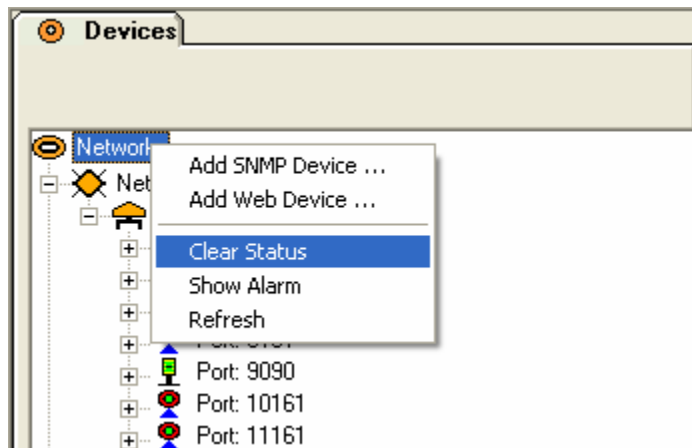 Devices
Network
Net
Add SNMP Device ...
Add Web Device ...
Clear Status
Show Alarm
Refresh
Port: 9090
Port: 10161
Port: 11161